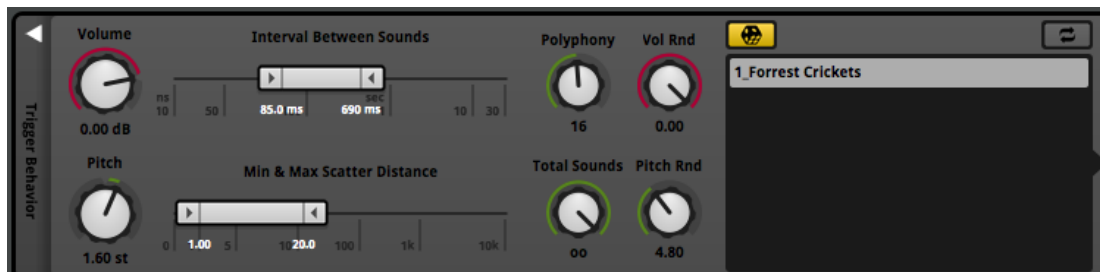 Trigger Behavior
Volume
0.00 dB
Interval Between Sounds
ms
10
50
85.0 ms
690 ms
sec
10
30
Polyphony
16
Vol Rnd
0.00
Pitch
1.60 st
Min & Max Scatter Distance
0
1.00
5
10
20.0
100
1k
10k
Total Sounds
oo
Pitch Rnd
4.80
1_Forrest Crickets